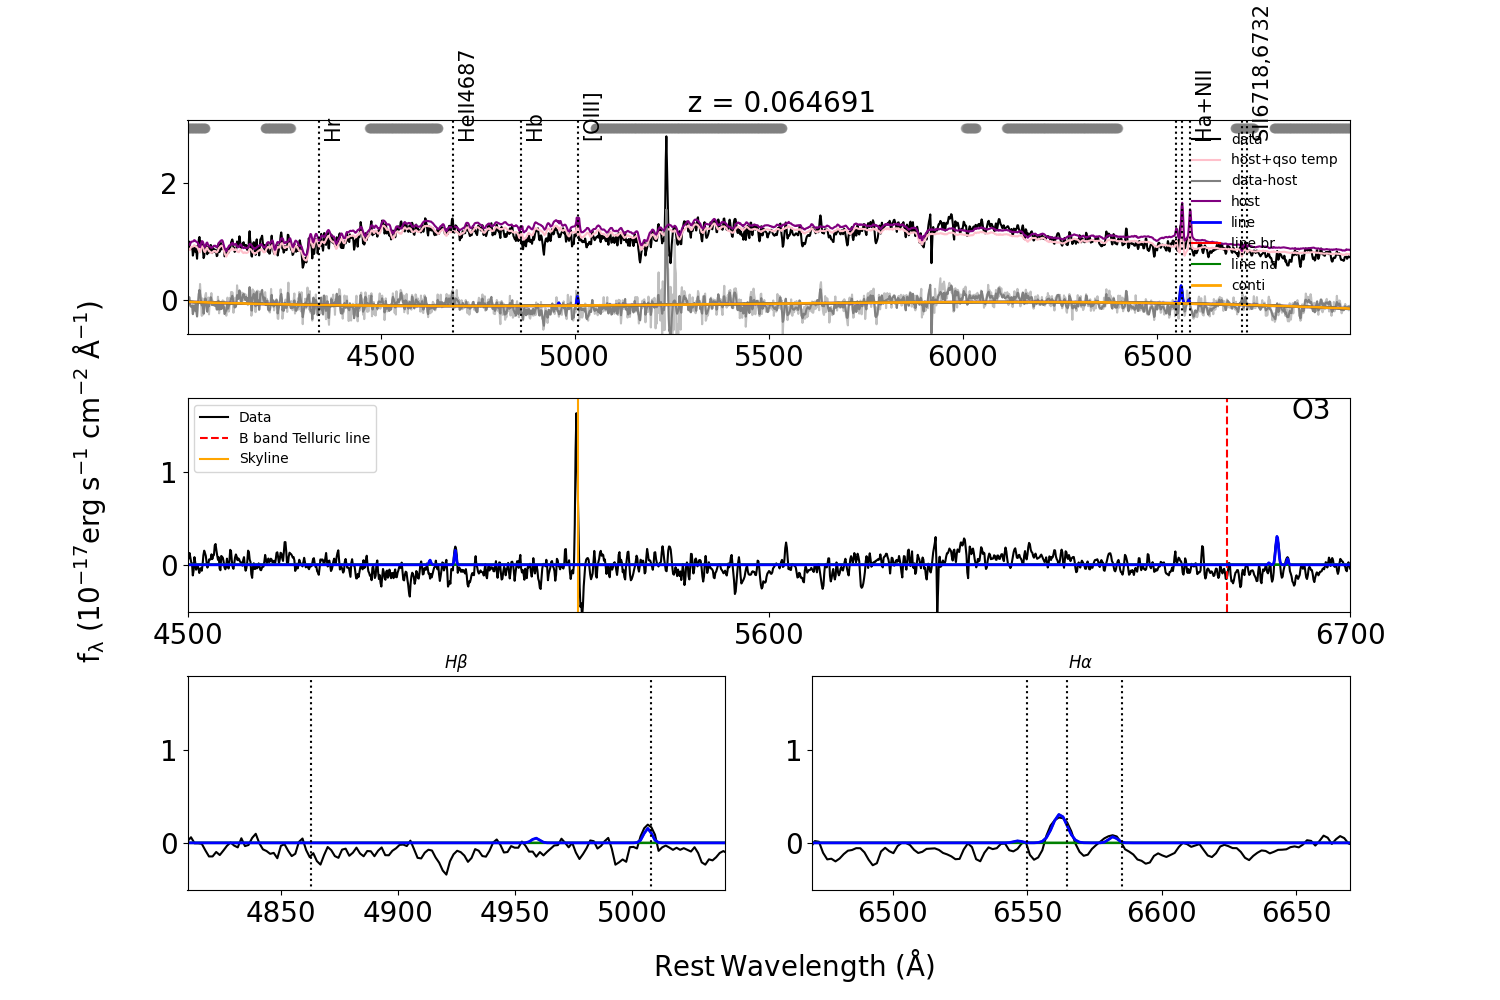 z = 0.064691
Hr
HeII4687
Hb
[OIII]
Ha+NII
SII6718,6732
data
host+qso temp
data-host
host
line
line br
line na
conti
2
0
4500
5000
5500
6000
6500
O3
Data
B band Telluric line
Skyline
1
0
4500
5600
6700
fλ (10⁻¹⁷erg s⁻¹ cm⁻² Å⁻¹)
Hβ
1
0
4850
4900
4950
5000
Hα
1
0
6500
6550
6600
6650
Rest Wavelength (Å)